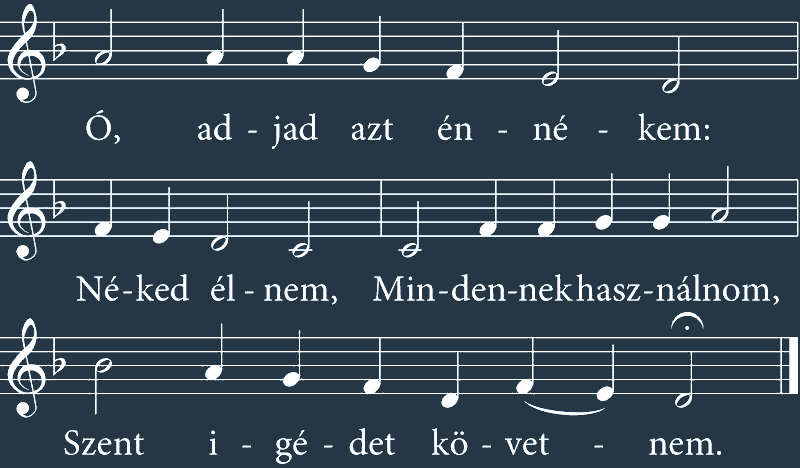 Ó, ad - jad azt én - né - kem:
Né-ked él - nem, Min-den-nek hasz-nálnom,
Szent i - gé - det kö - vet - nem.